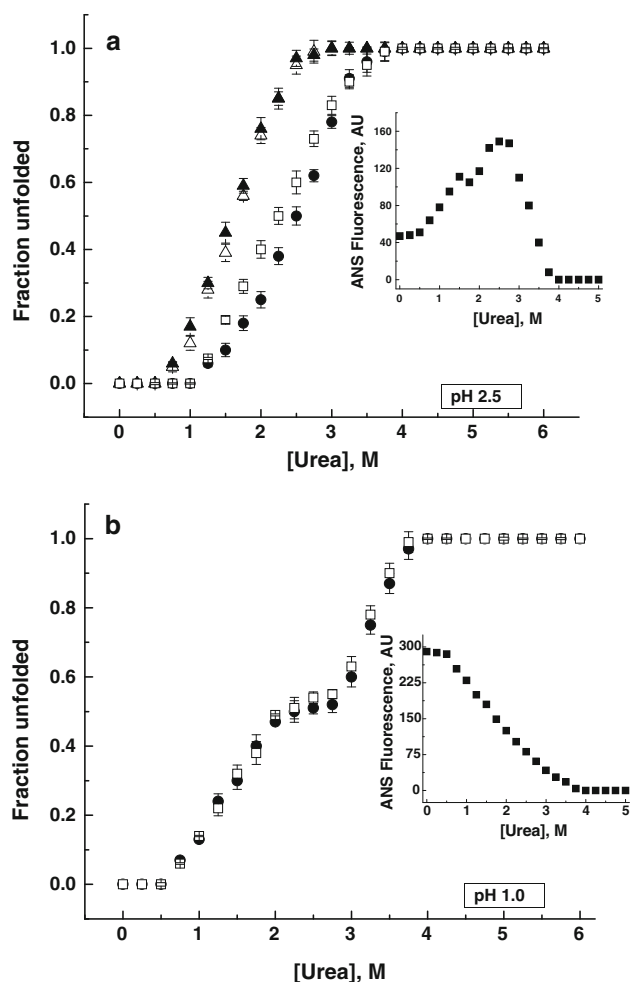 a
1.0
0.8
0.6
0.4
0.2
0.0
Fraction unfolded
0 1 2 3 4 5 6
[Urea], M
pH 2.5
ANS Fluorescence, AU
160
120
80
40
0
0 1 2 3 4 5
[Urea], M
b
1.0
0.8
0.6
0.4
0.2
0.0
Fraction unfolded
0 1 2 3 4 5 6
[Urea], M
pH 1.0
ANS Fluorescence, AU
300
225
150
75
0
0 1 2 3 4 5
[Urea], M